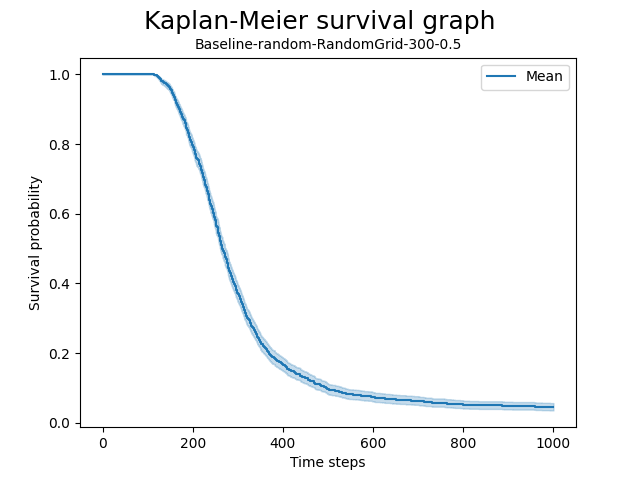 Kaplan-Meier survival graph
Baseline-random-RandomGrid-300-0.5
Mean
Survival probability
1.0
0.8
0.6
0.4
0.2
0.0
0 200 400 600 800 1000
Time steps